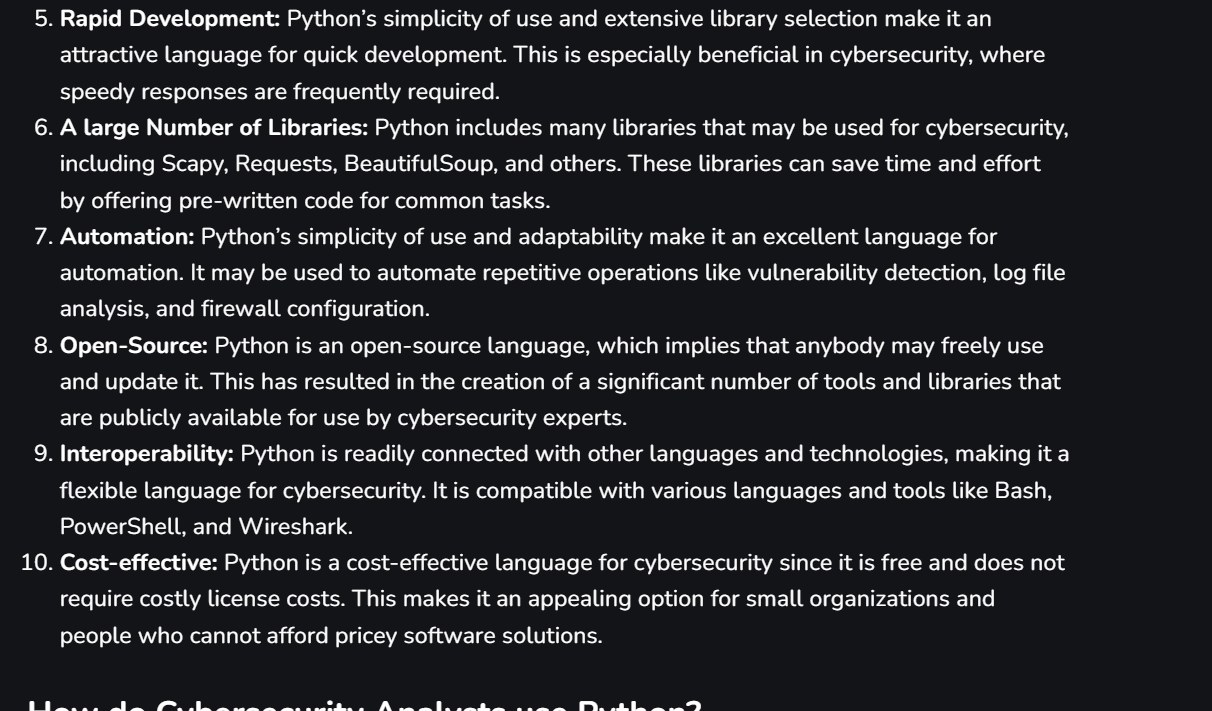 5. Rapid Development: Python’s simplicity of use and extensive library selection make it an
attractive language for quick development. This is especially beneficial in cybersecurity, where
speedy responses are frequently required.
6. A large Number of Libraries: Python includes many libraries that may be used for cybersecurity,
including Scapy, Requests, BeautifulSoup, and others. These libraries can save time and effort
by offering pre-written code for common tasks.
7. Automation: Python’s simplicity of use and adaptability make it an excellent language for
automation. It may be used to automate repetitive operations like vulnerability detection, log file
analysis, and firewall configuration.
8. Open-Source: Python is an open-source language, which implies that anybody may freely use
and update it. This has resulted in the creation of a significant number of tools and libraries that
are publicly available for use by cybersecurity experts.
9. Interoperability: Python is readily connected with other languages and technologies, making it a
flexible language for cybersecurity. It is compatible with various languages and tools like Bash,
PowerShell, and Wireshark.
10. Cost-effective: Python is a cost-effective language for cybersecurity since it is free and does not
require costly license costs. This makes it an appealing option for small organizations and
people who cannot afford pricey software solutions.
How do Cybersecurity Analysts use Python?